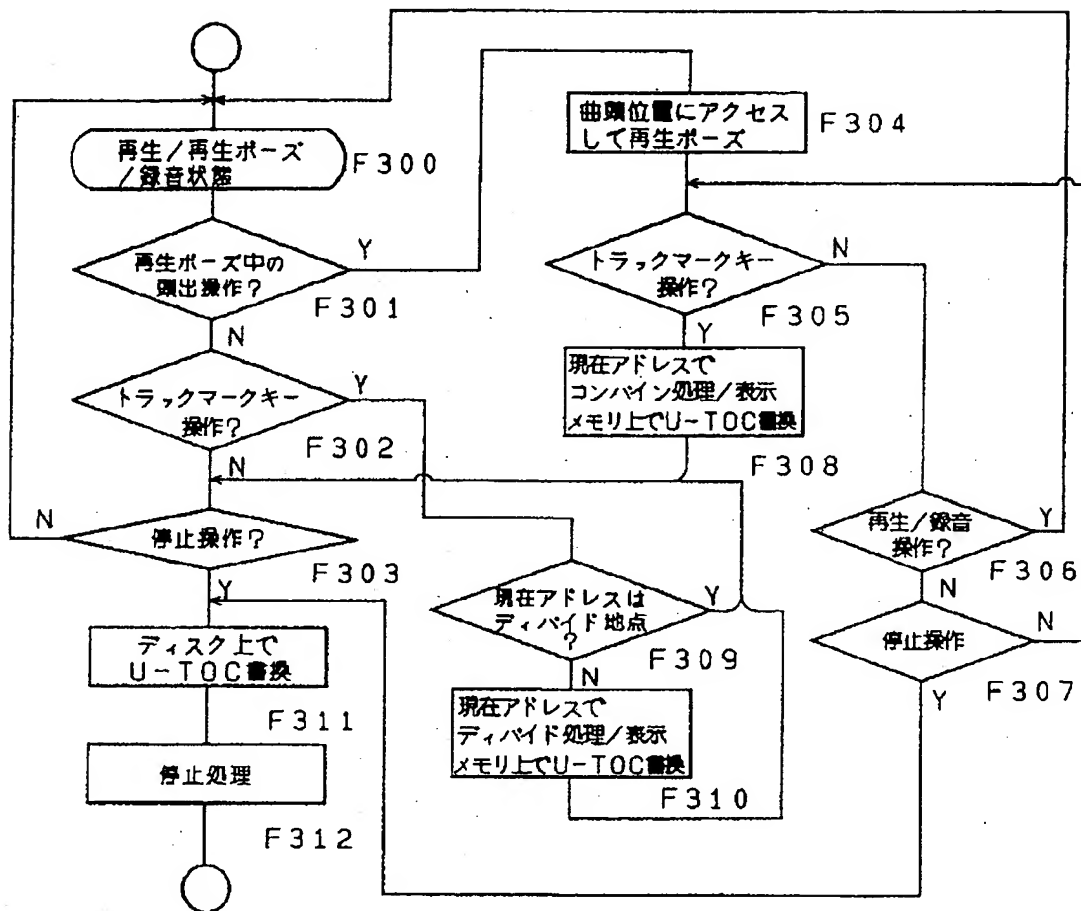 再生/再生ポーズ
/録音状態
F300
再生ポーズ中の
頭出操作?
Y
F301
N
トラックマークキー
操作?
Y
F302
N
停止操作?
N
F303
Y
ディスク上で
U-TOC書換
F311
停止処理
F312
曲頭位置にアクセス
して再生ポーズ
F304
トラックマークキー
操作?
N
F305
Y
現在アドレスで
コンバイン処理/表示
メモリ上でU-TOC書換
F308
再生/録音
操作?
Y
F306
N
停止操作
N
F307
Y
現在アドレスは
ディバイド地点
?
Y
F309
N
現在アドレスで
ディバイド処理/表示
メモリ上でU-TOC書換
F310